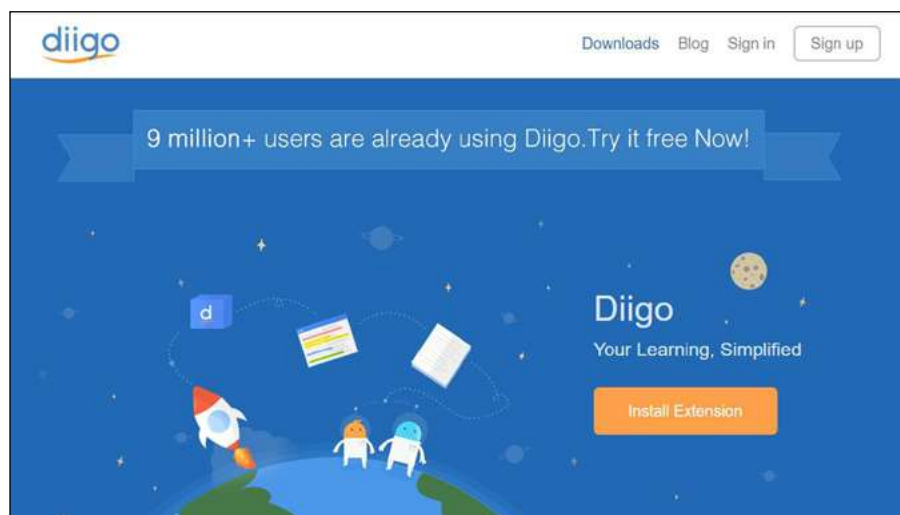 diigo
Downloads Blog Sign in Sign up
9 million+ users are already using Diigo.Try it free Now!
d
Diigo
Your Learning, Simplified
Install Extension